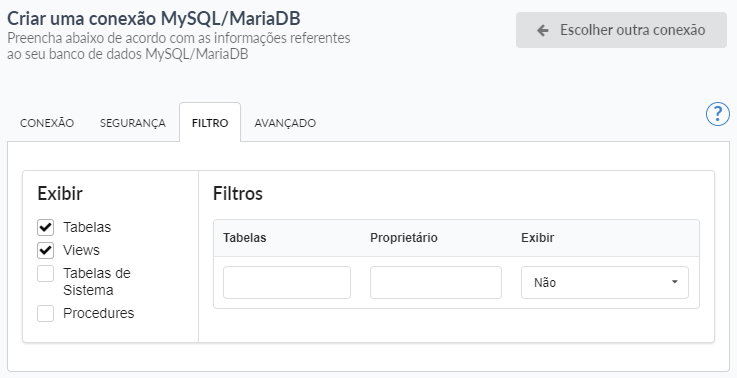 Criar uma conexão MySQL/MariaDB
Preencha abaixo de acordo com as informações referentes
ao seu banco de dados MySQL/MariaDB
Escolher outra conexão
CONEXÃO SEGURANÇA FILTRO AVANÇADO
?
Exibir
Tabelas
Views
Tabelas de
Sistema
Procedures
Filtros
Tabelas Proprietário Exibir
Não